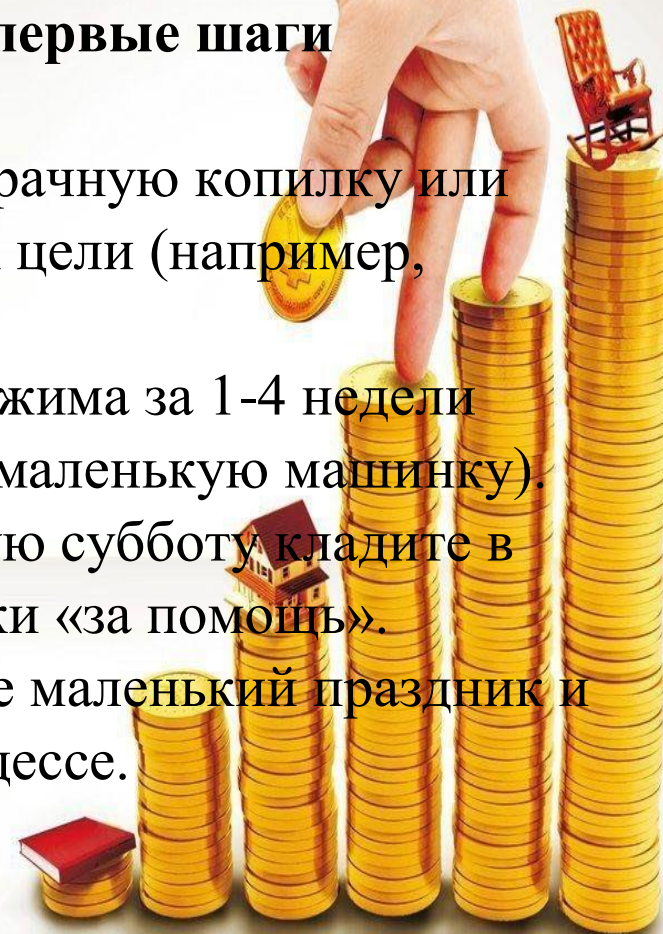 первые шаги
рачную копилку или
цели (например,
жима за 1-4 недели
маленькую машинку).
ю субботу кладите в
ки «за помощь».
е маленький праздник и
цессе.